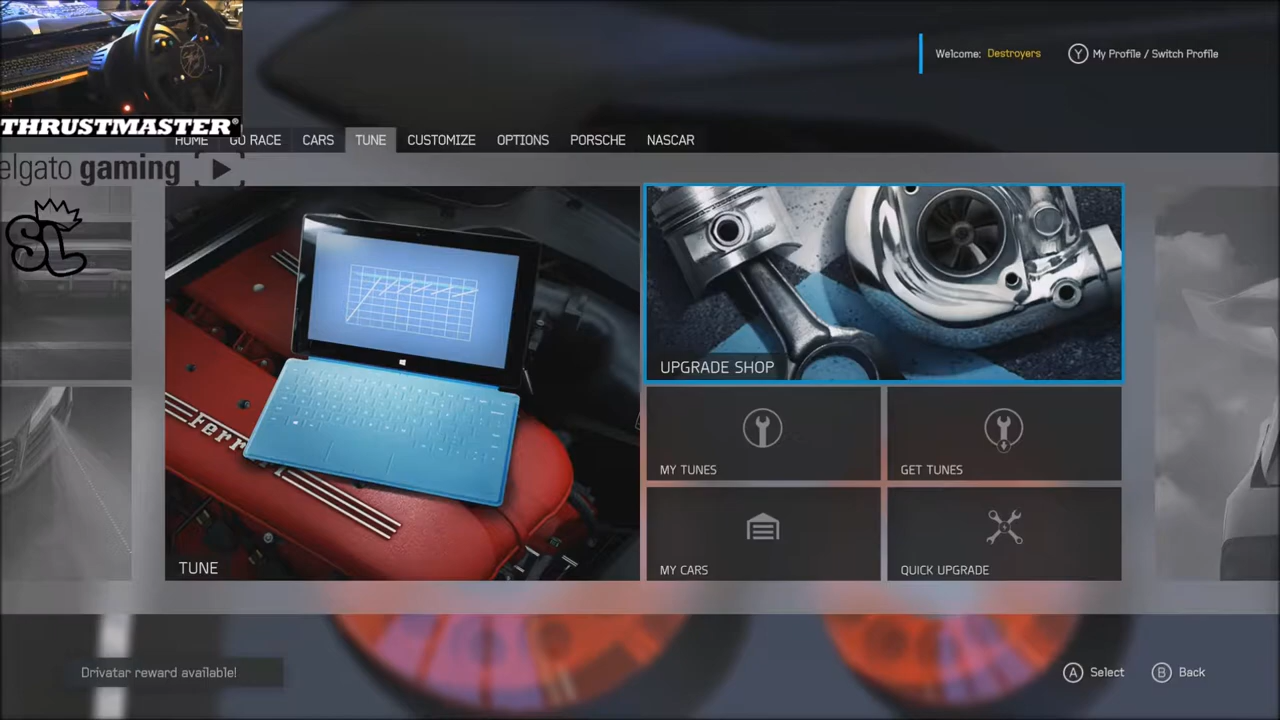 Welcome: Destroyers
Y My Profile / Switch Profile
THRUSTMASTER®
HOME GO RACE CARS TUNE CUSTOMIZE OPTIONS PORSCHE NASCAR
elgato gaming
SL
UPGRADE SHOP
Ferr
MY TUNES
GET TUNES
TUNE
MY CARS
QUICK UPGRADE
Drivatar reward available!
A Select B Back